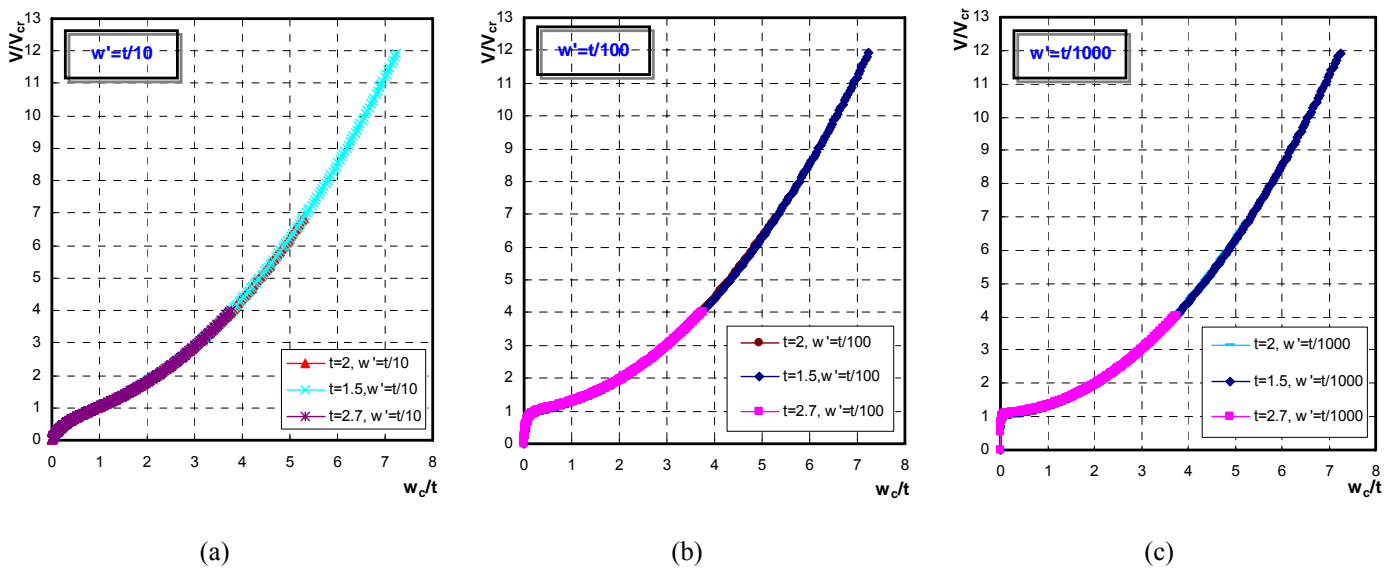 V/Vcr
13
12
11
10
9
8
7
6
5
4
3
2
1
0
w'=t/10
t=2, w'=t/10
t=1.5,w'=t/10
t=2.7, w'=t/10
0 1 2 3 4 5 6 7 8
wc/t
(a)
V/Vcr
13
12
11
10
9
8
7
6
5
4
3
2
1
0
w'=t/100
t=2, w'=t/100
t=1.5,w'=t/100
t=2.7, w'=t/100
0 1 2 3 4 5 6 7 8
wc/t
(b)
V/Vcr
13
12
11
10
9
8
7
6
5
4
3
2
1
0
w'=t/1000
t=2, w'=t/1000
t=1.5, w'=t/1000
t=2.7, w'=t/1000
0 1 2 3 4 5 6 7 8
wc/t
(c)